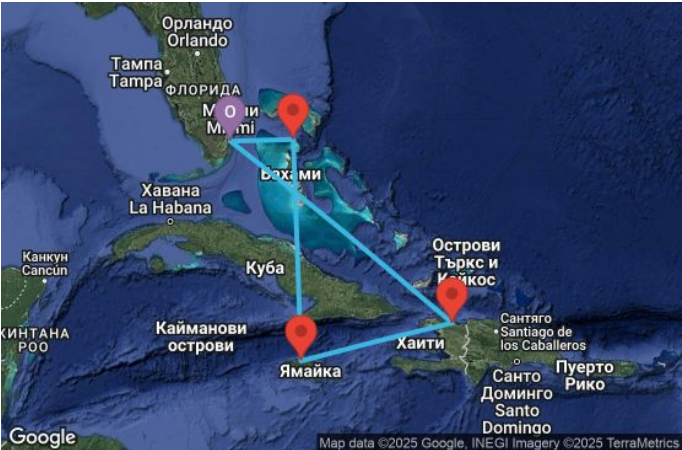 Орландо
Orlando
Тампа
Tampa
ФЛОРИДА
O
Бахами
Хавана
La Habana
Канкун
Cancún
КИНТАНА
РОО
Куба
Острови
Търкс и
Кайкос
Кайманови
острови
Ямайка
Хаити
Сантяго
Santiago de
los Caballeros
Санто
Доминго
Santo
Domingo
Пуерто
Рико
Google
Map data ©2025 Google, INEGI Imagery ©2025 TerraMetrics